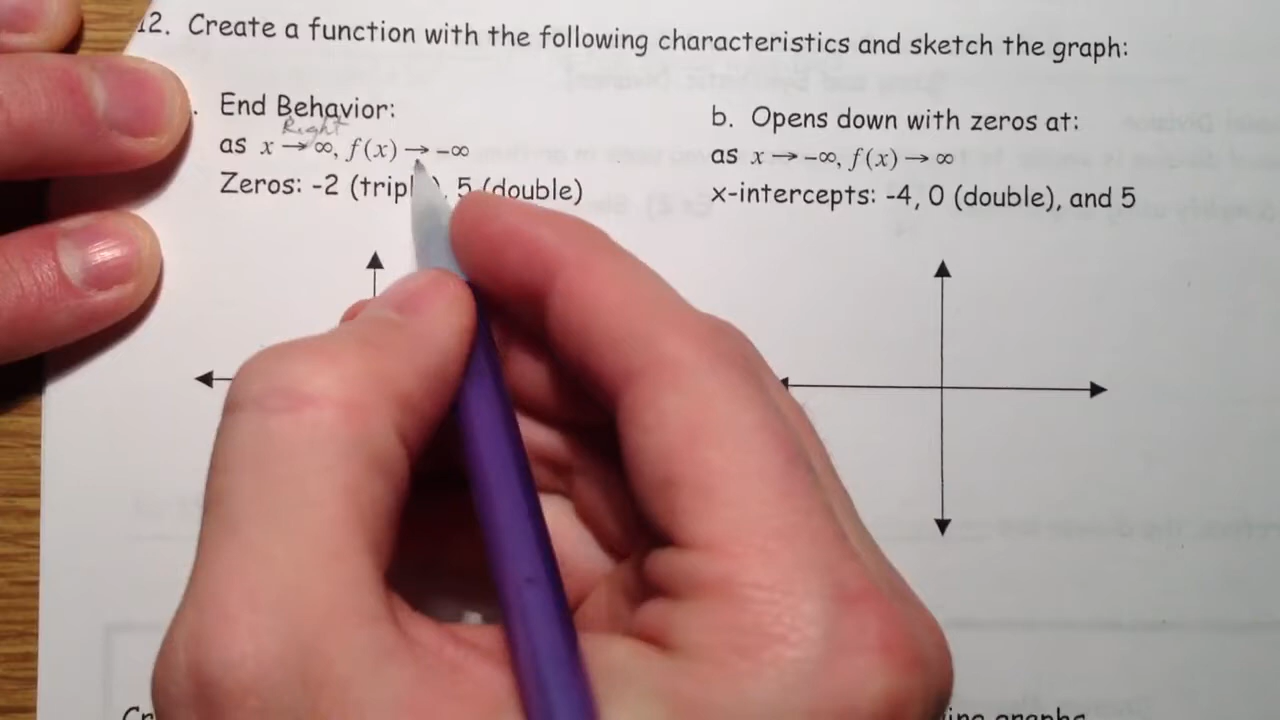 12. Create a function with the following characteristics and sketch the graph:
End Behavior:
Right
as x → ∞, f(x) → -∞
Zeros: -2 (tripl ), 5 (double)
b. Opens down with zeros at:
as x → -∞, f(x) → ∞
x-intercepts: -4, 0 (double), and 5